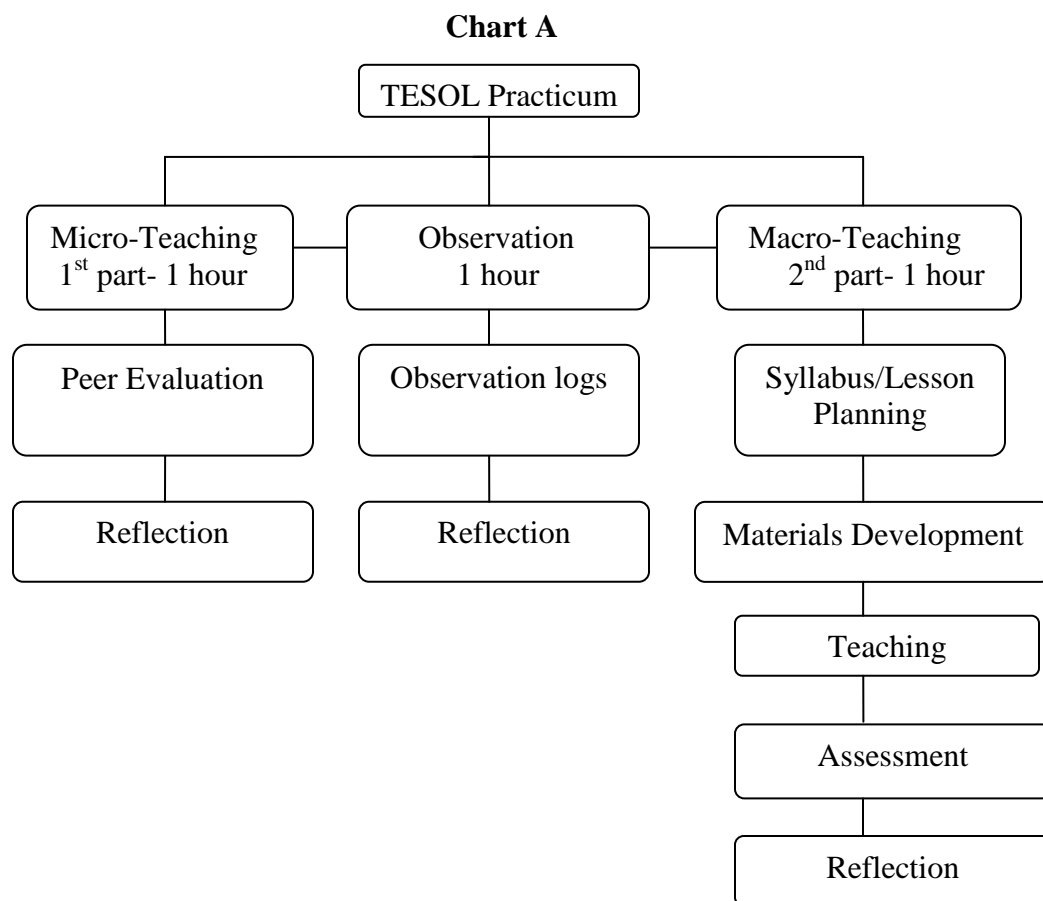 Chart A
TESOL Practicum
Micro-Teaching
1st part- 1 hour
Observation
1 hour
Macro-Teaching
2nd part- 1 hour
Peer Evaluation
Observation logs
Syllabus/Lesson
Planning
Reflection
Reflection
Materials Development
Teaching
Assessment
Reflection